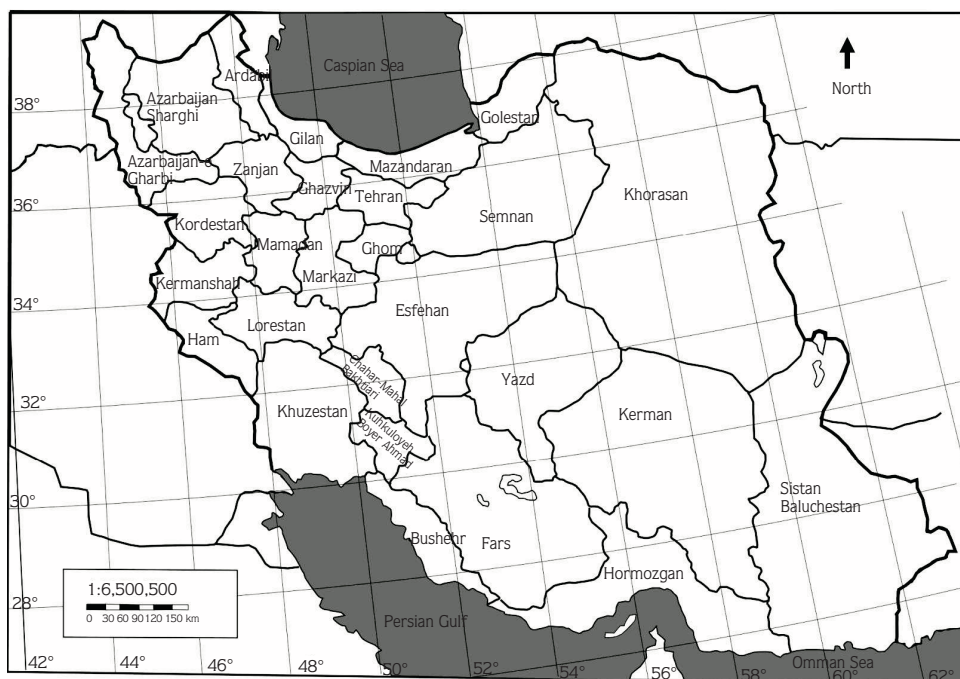 Caspian Sea
North
38°
36°
34°
32°
30°
28°
Ardabil
Azarbaijan
Sharghi
Golestan
Gilan
Mazandaran
Azarbaijan-e
Gharbi
Zanjan
Ghazvin
Tehran
Khorasan
Semnan
Kordestan
Mamadan
Ghom
Kermanshah
Markazi
Esfehan
Lorestan
Ham
Chahar-Mahal
Bakhtiari
Yazd
Khuzestan
Kuhkuloyeh
Boyer Ahmad
Kerman
Sistan
Baluchestan
Bushehr
Fars
Hormozgan
1:6,500,500
0 30 60 90 120 150 km
Persian Gulf
Omman Sea
42° 44° 46° 48° 50° 52° 54° 56° 58° 60° 62°